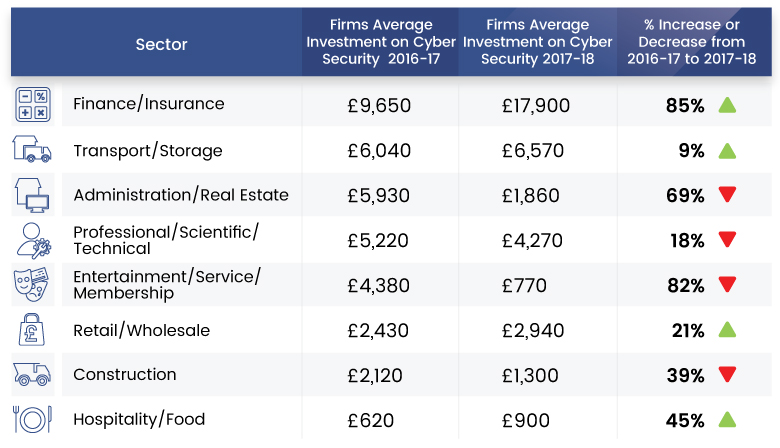 Sector
Firms Average
Investment on Cyber
Security 2016-17
Firms Average
Investment on Cyber
Security 2017-18
% Increase or
Decrease from
2016-17 to 2017-18
Finance/Insurance £9,650 £17,900 85%
Transport/Storage £6,040 £6,570 9%
Administration/Real Estate £5,930 £1,860 69%
Professional/Scientific/
Technical £5,220 £4,270 18%
Entertainment/Service/
Membership £4,380 £770 82%
Retail/Wholesale £2,430 £2,940 21%
Construction £2,120 £1,300 39%
Hospitality/Food £620 £900 45%